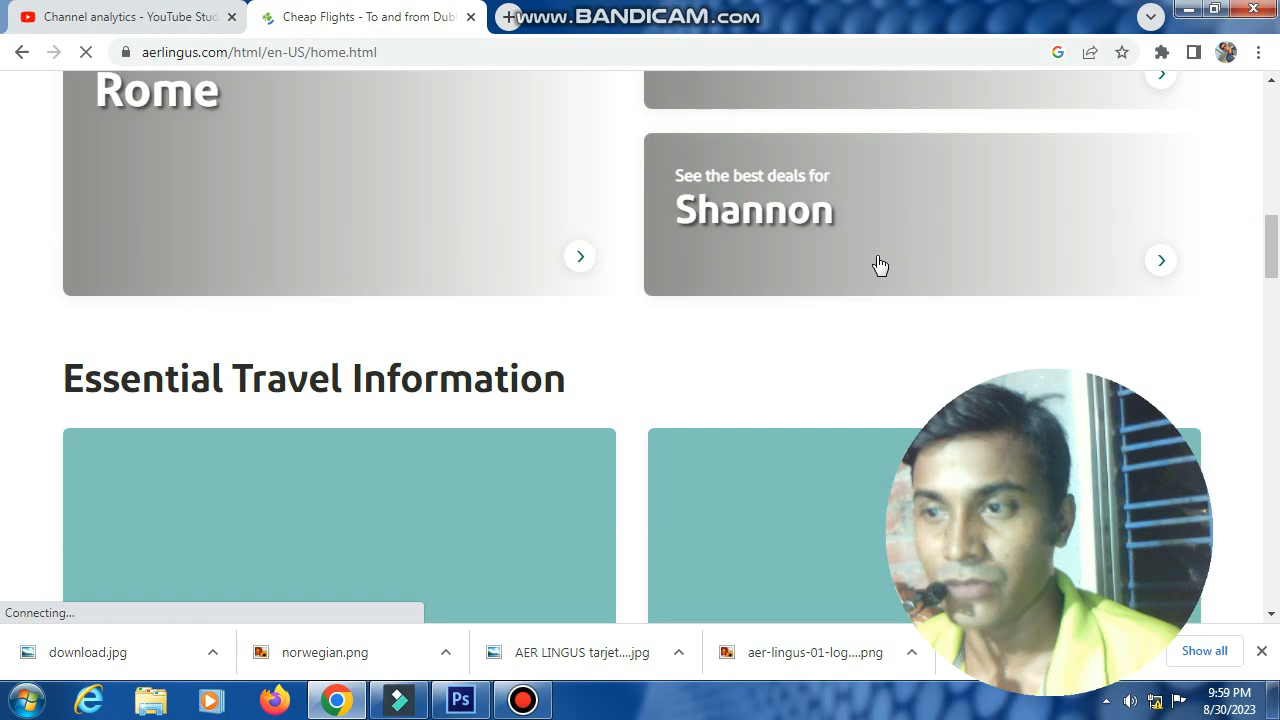 Channel analytics - YouTube Stud
Cheap Flights - To and from Dubl
www.BANDICAM.com
aerlingus.com/html/en-US/home.html
Rome
See the best deals for
Shannon
Essential Travel Information
Connecting...
download.jpg
norwegian.png
AER LINGUS tarjet....jpg
aer-lingus-01-log....png
Show all
Ps
9:59 PM
8/30/2023